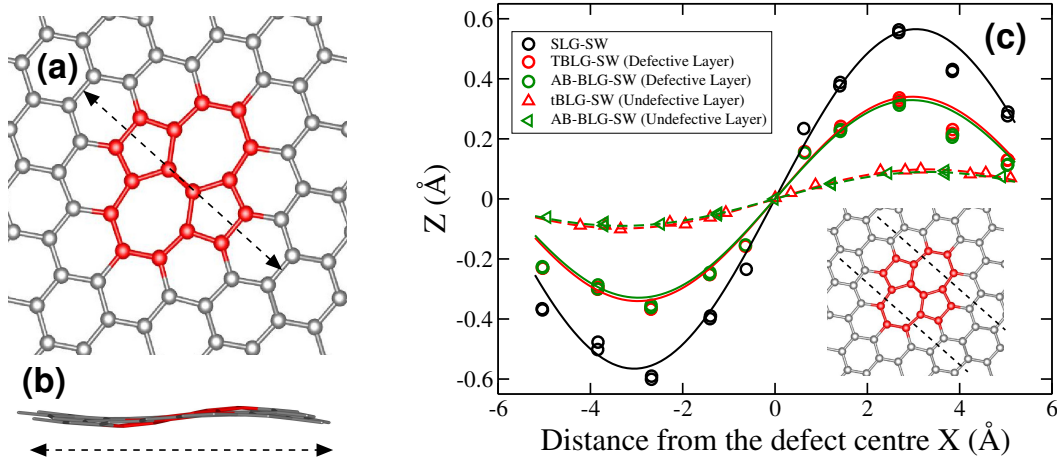 (a)
(b)
(c)
SLG-SW
TBLG-SW (Defective Layer)
AB-BLG-SW (Defective Layer)
tBLG-SW (Undefective Layer)
AB-BLG-SW (Undefective Layer)
Z (Å)
0.6
0.4
0.2
0
-0.2
-0.4
-0.6
-6
-4
-2
0
2
4
6
Distance from the defect centre X (Å)